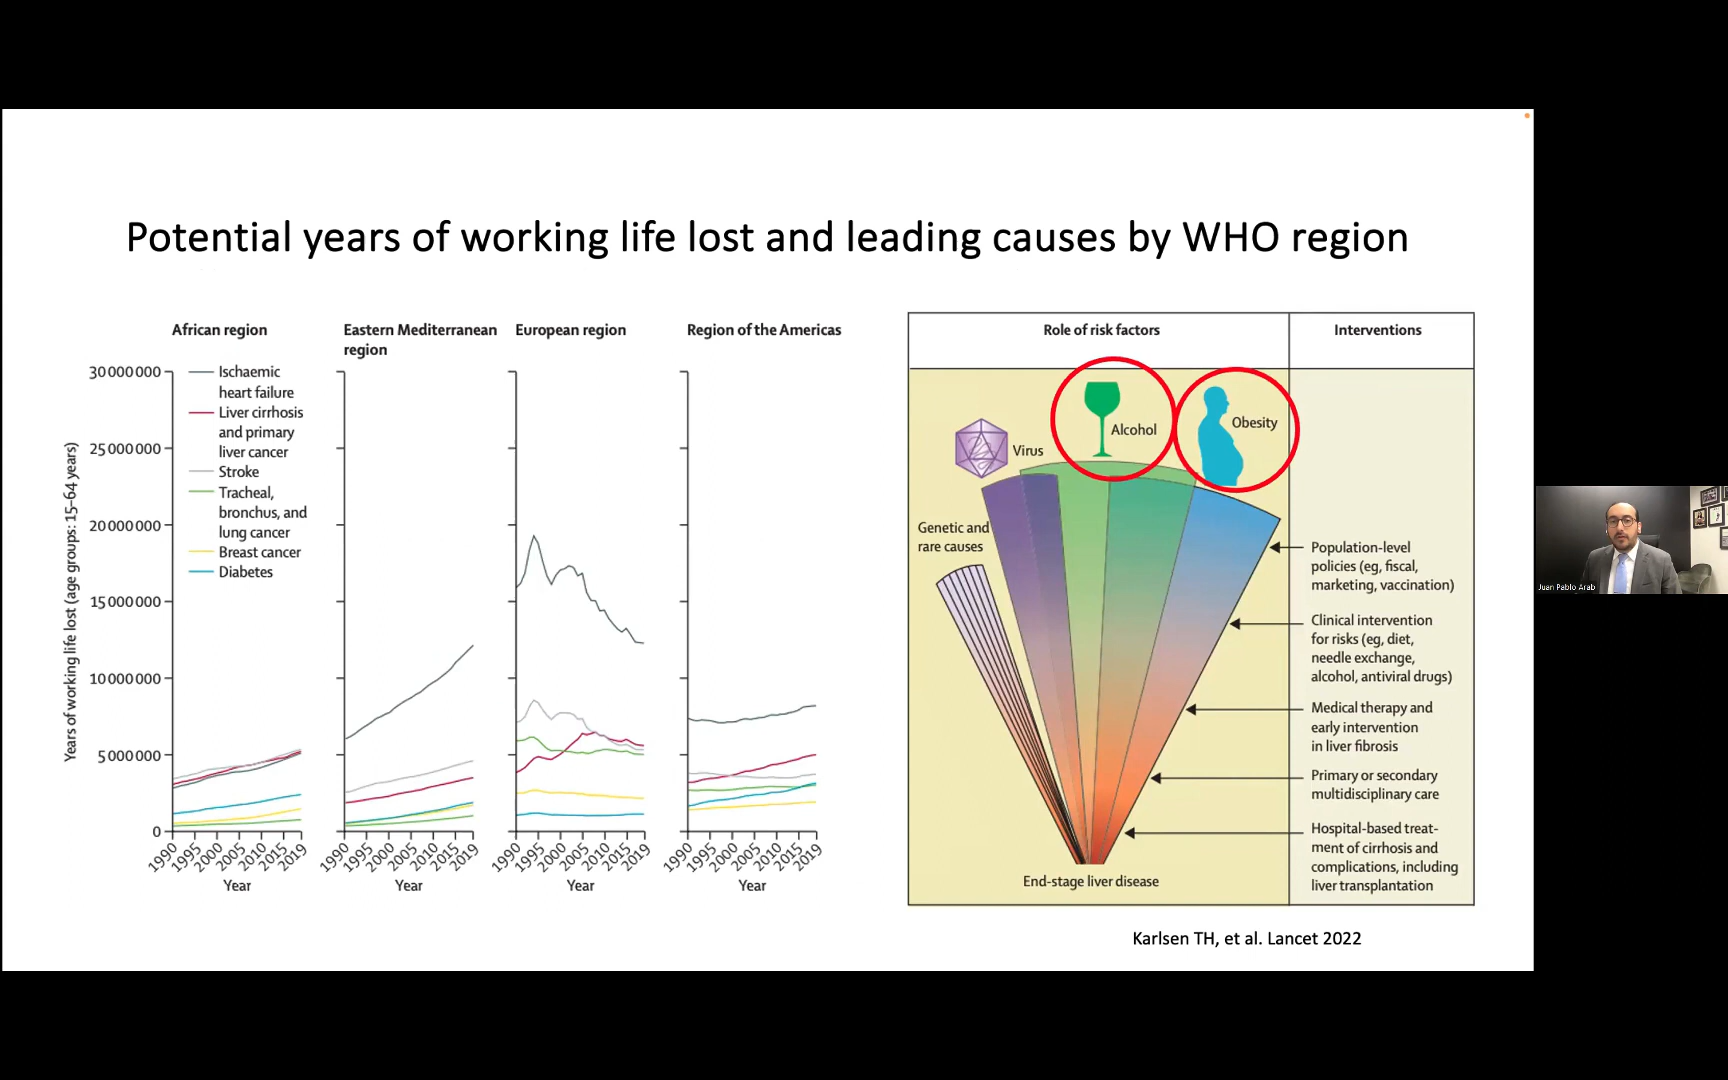 Potential years of working life lost and leading causes by WHO region
African region
Eastern Mediterranean
region
European region
Region of the Americas
Years of working life lost (age groups: 15–64 years)
30 000 000
25 000 000
20 000 000
15 000 000
10 000 000
5 000 000
0
Ischaemic
heart failure
Liver cirrhosis
and primary
liver cancer
Stroke
Tracheal,
bronchus, and
lung cancer
Breast cancer
Diabetes
1990 1995 2000 2005 2010 2015 2019
Year
1990 1995 2000 2005 2010 2015 2019
Year
1990 1995 2000 2005 2010 2015 2019
Year
1990 1995 2000 2005 2010 2015 2019
Year
Role of risk factors
Interventions
Alcohol
Obesity
Virus
Genetic and
rare causes
End-stage liver disease
Population-level
policies (eg, fiscal,
marketing, vaccination)
Clinical intervention
for risks (eg, diet,
needle exchange,
alcohol, antiviral drugs)
Medical therapy and
early intervention
in liver fibrosis
Primary or secondary
multidisciplinary care
Hospital-based treat-
ment of cirrhosis and
complications, including
liver transplantation
Karlsen TH, et al. Lancet 2022
Juan Pablo Arab